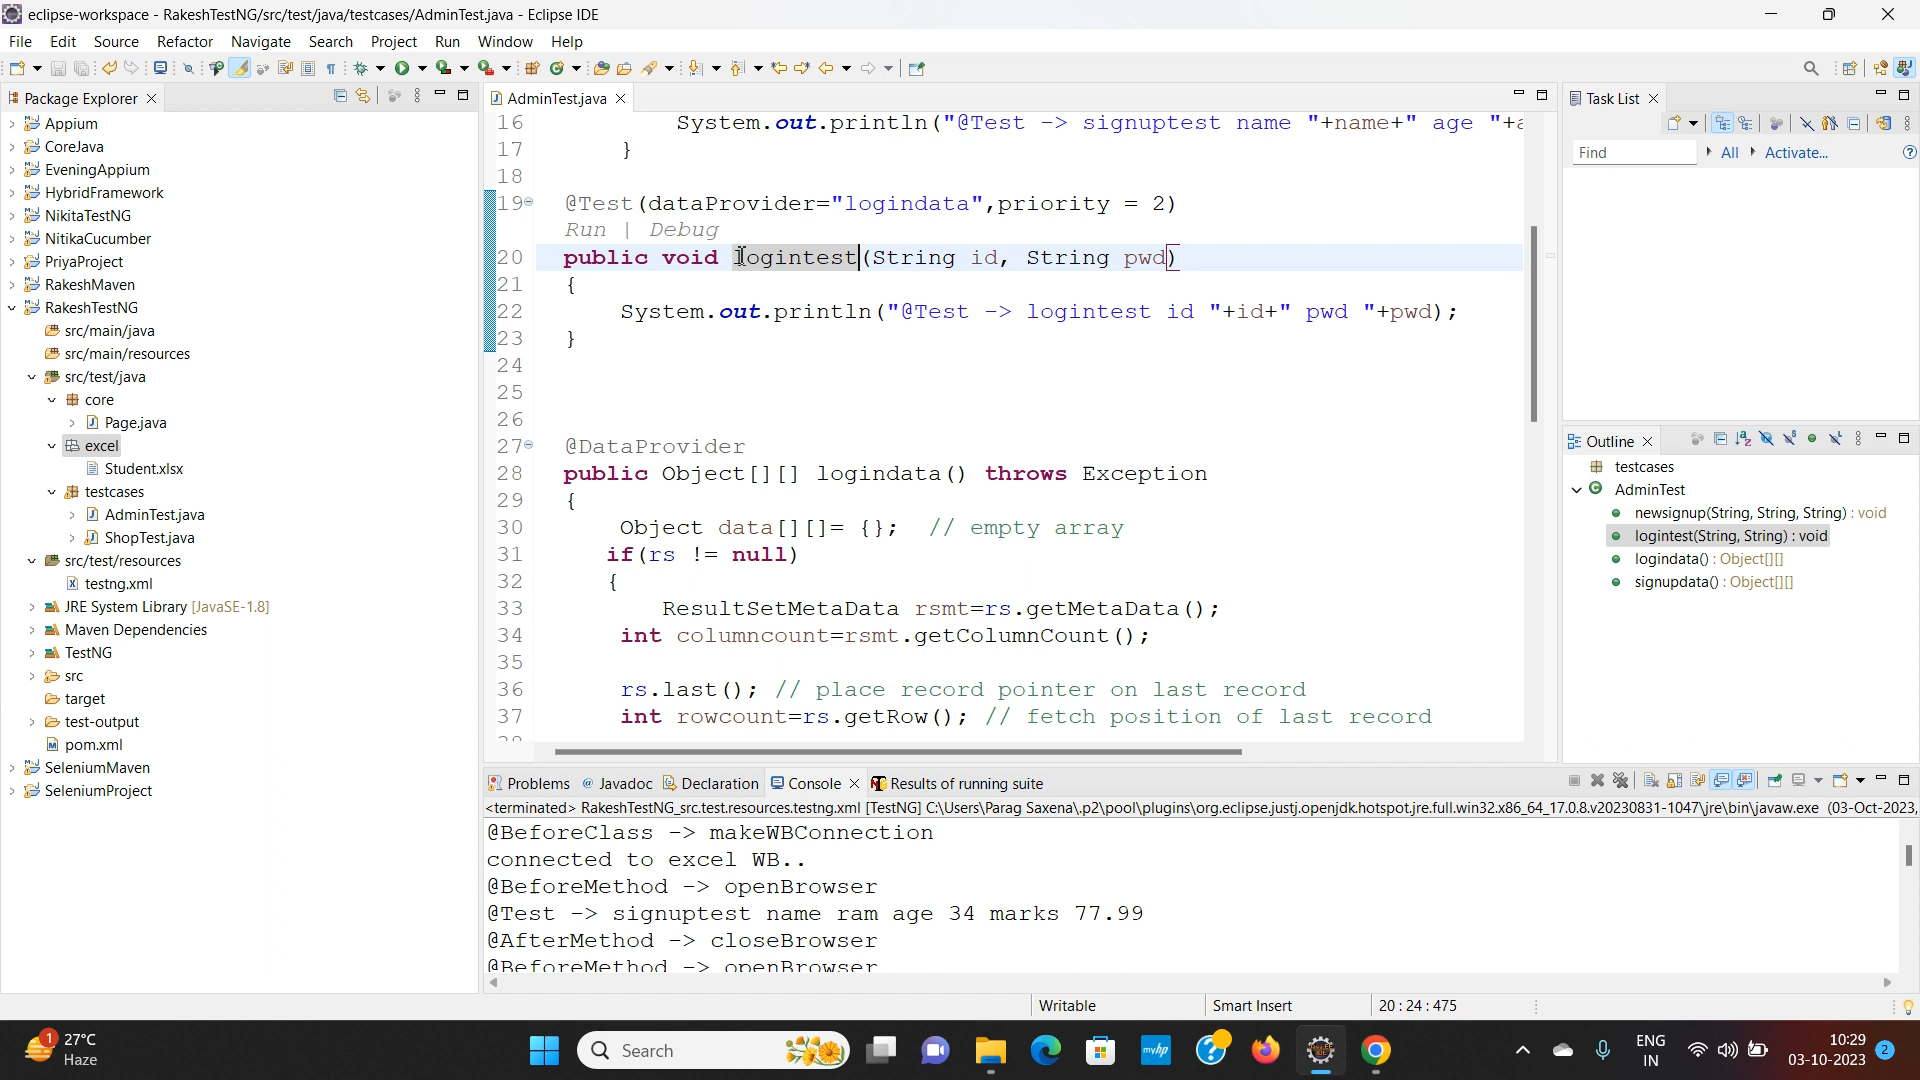 eclipse-workspace - RakeshTestNG/src/test/java/testcases/AdminTest.java - Eclipse IDE
File Edit Source Refactor Navigate Search Project Run Window Help
Package Explorer
Appium
CoreJava
EveningAppium
HybridFramework
NikitaTestNG
NitikaCucumber
PriyaProject
RakeshMaven
RakeshTestNG
src/main/java
src/main/resources
src/test/java
core
Page.java
excel
Student.xlsx
testcases
AdminTest.java
ShopTest.java
src/test/resources
testng.xml
JRE System Library [JavaSE-1.8]
Maven Dependencies
TestNG
src
target
test-output
pom.xml
SeleniumMaven
SeleniumProject
AdminTest.java
16 System.out.println("@Test -> signuptest name "+name+" age "+
17 }
18
19 @Test(dataProvider="logindata",priority = 2)
Run | Debug
20 public void logintest(String id, String pwd)
21 {
22 System.out.println("@Test -> logintest id "+id+" pwd "+pwd);
23 }
24
25
26
27 @DataProvider
28 public Object[][] logindata() throws Exception
29 {
30 Object data[][]= {}; // empty array
31 if(rs != null)
32 {
33 ResultSetMetaData rsmt=rs.getMetaData();
34 int columncount=rsmt.getColumnCount();
35
36 rs.last(); // place record pointer on last record
37 int rowcount=rs.getRow(); // fetch position of last record
Task List
Find All Activate...
Outline
testcases
AdminTest
newsignup(String, String, String) : void
logintest(String, String) : void
logindata() : Object[][]
signupdata() : Object[][]
Problems @ Javadoc Declaration Console Results of running suite
<terminated> RakeshTestNG_src.test.resources.testng.xml [TestNG] C:\Users\Parag Saxena\.p2\pool\plugins\org.eclipse.justj.openjdk.hotspot.jre.full.win32.x86_64_17.0.8.v20230831-1047\jre\bin\javaw.exe (03-Oct-2023,
@BeforeClass -> makeWBConnection
connected to excel WB..
@BeforeMethod -> openBrowser
@Test -> signuptest name ram age 34 marks 77.99
@AfterMethod -> closeBrowser
@BeforeMethod -> openBrowser
Writable Smart Insert 20 : 24 : 475
1
27°C
Haze
Search
myhp
ENG
IN
10:29
03-10-2023
2